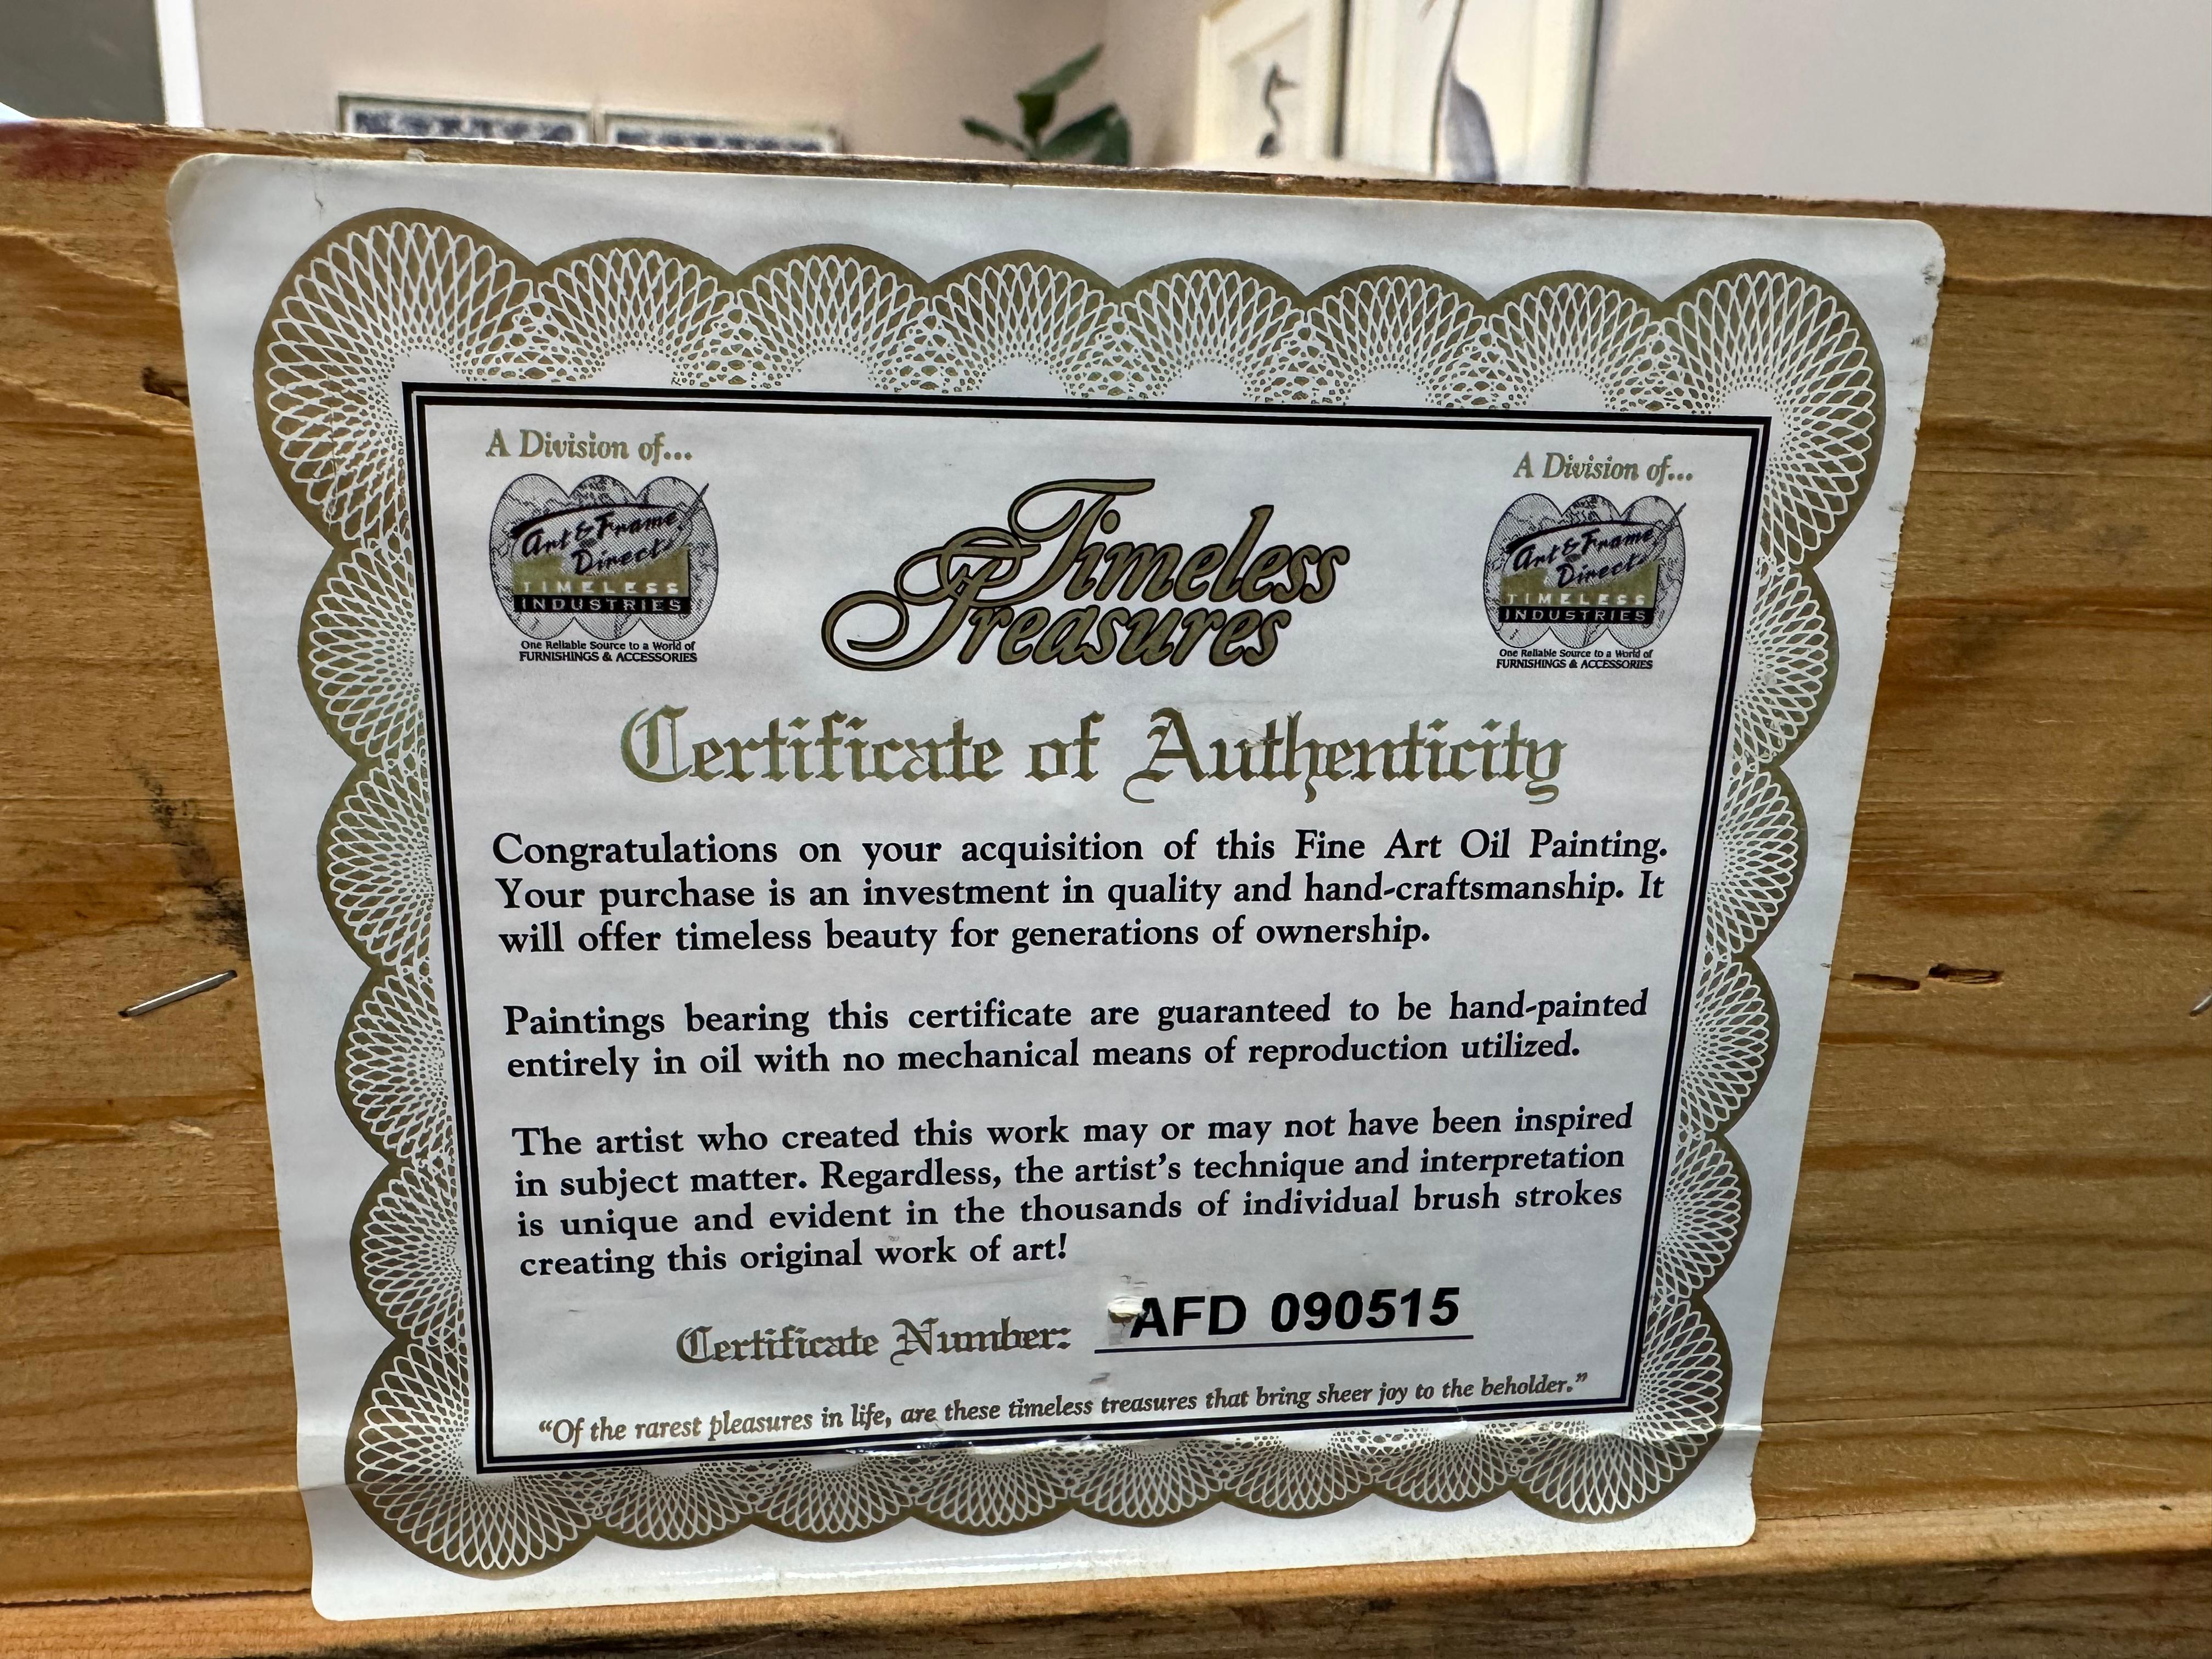 A Division of...
A Division of...
Art & Frame
Direct
TIMELESS
INDUSTRIES
One Reliable Source to a World of
FURNISHINGS & ACCESSORIES
Timeless
Treasures
Art & Frame
Direct
TIMELESS
INDUSTRIES
One Reliable Source to a World of
FURNISHINGS & ACCESSORIES
Certificate of Authenticity
Congratulations on your acquisition of this Fine Art Oil Painting.
Your purchase is an investment in quality and hand-craftsmanship. It
will offer timeless beauty for generations of ownership.
Paintings bearing this certificate are guaranteed to be hand-painted
entirely in oil with no mechanical means of reproduction utilized.
The artist who created this work may or may not have been inspired
in subject matter. Regardless, the artist's technique and interpretation
is unique and evident in the thousands of individual brush strokes
creating this original work of art!
Certificate Number: AFD 090515
"Of the rarest pleasures in life, are these timeless treasures that bring sheer joy to the beholder."